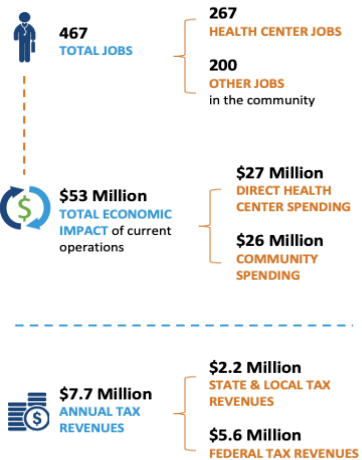 467
TOTAL JOBS
267
HEALTH CENTER JOBS
200
OTHER JOBS
in the community
$53 Million
TOTAL ECONOMIC
IMPACT of current
operations
$27 Million
DIRECT HEALTH
CENTER SPENDING
$26 Million
COMMUNITY
SPENDING
$7.7 Million
ANNUAL TAX
REVENUES
$2.2 Million
STATE & LOCAL TAX
REVENUES
$5.6 Million
FEDERAL TAX REVENUES